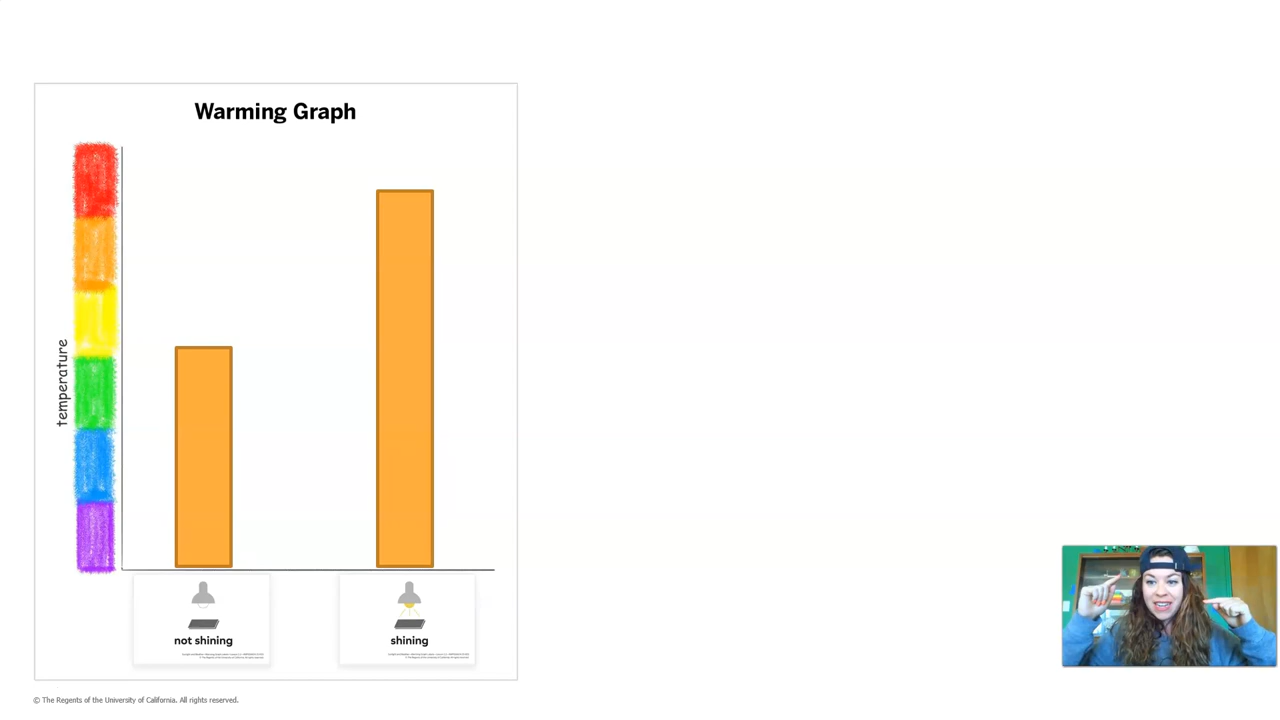 Warming Graph
temperature
not shining
shining
© The Regents of the University of California. All rights reserved.